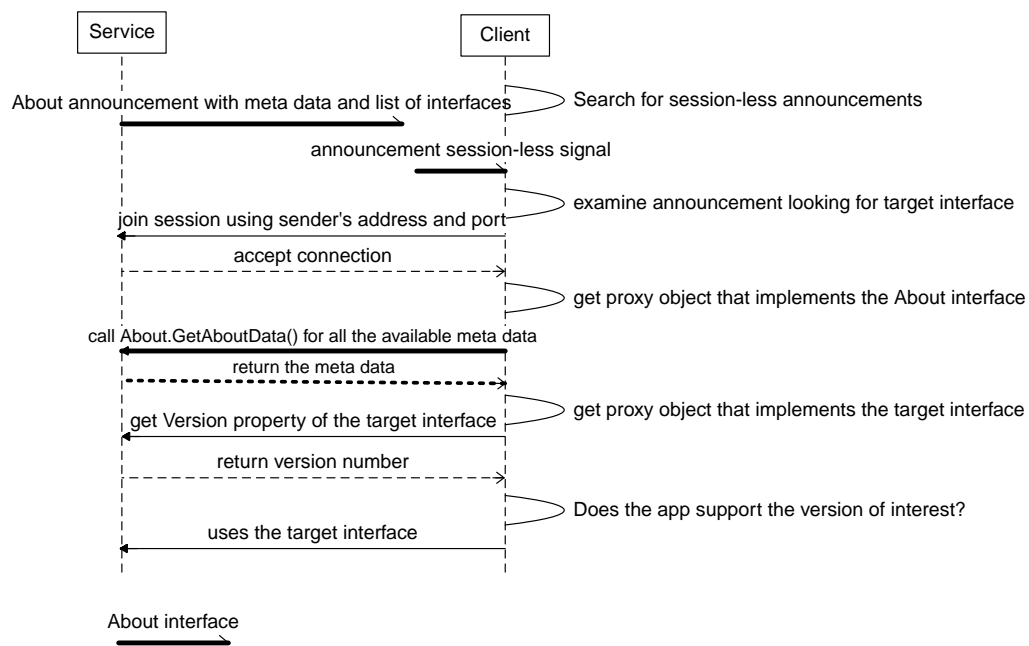 Service
Client
About announcement with meta data and list of interfaces
Search for session-less announcements
announcement session-less signal
examine announcement looking for target interface
join session using sender's address and port
accept connection
get proxy object that implements the About interface
call About.GetAboutData() for all the available meta data
return the meta data
get proxy object that implements the target interface
get Version property of the target interface
return version number
Does the app support the version of interest?
uses the target interface
About interface